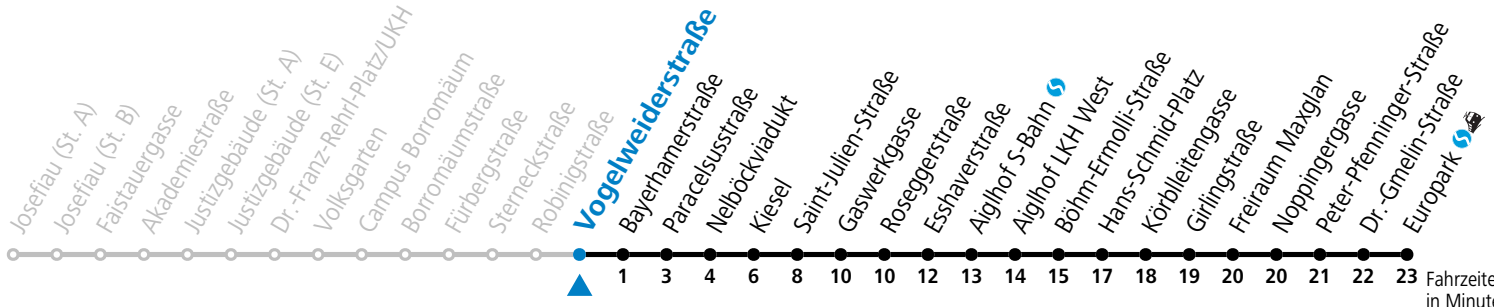 Josefiau (St. A)
Josefiau (St. B)
Faistauergasse
Akademiestraße
Justizgebäude (St. A)
Justizgebäude (St. E)
Dr.-Franz-Rehrl-Platz/UKH
Volksgarten
Campus Borromäum
Borromäumstraße
Fürbergstraße
Sterneckstraße
Robinigstraße
Vogelweiderstraße
Bayerhamerstraße
Paracelsusstraße
Nelböckviadukt
Kiesel
Saint-Julien-Straße
Gaswerkgasse
Roseggerstraße
Esshaverstraße
Aiglhof S-Bahn
Aiglhof LKH West
Böhm-Ermolli-Straße
Hans-Schmid-Platz
Körblleitengasse
Girlingstraße
Freiraum Maxglan
Noppingergasse
Peter-Pfenninger-Straße
Dr.-Gmelin-Straße
Europark
1 3 4 6 8 10 10 12 13 14 15 17 18 19 20 20 21 22 23 Fahrzeite
in Minute